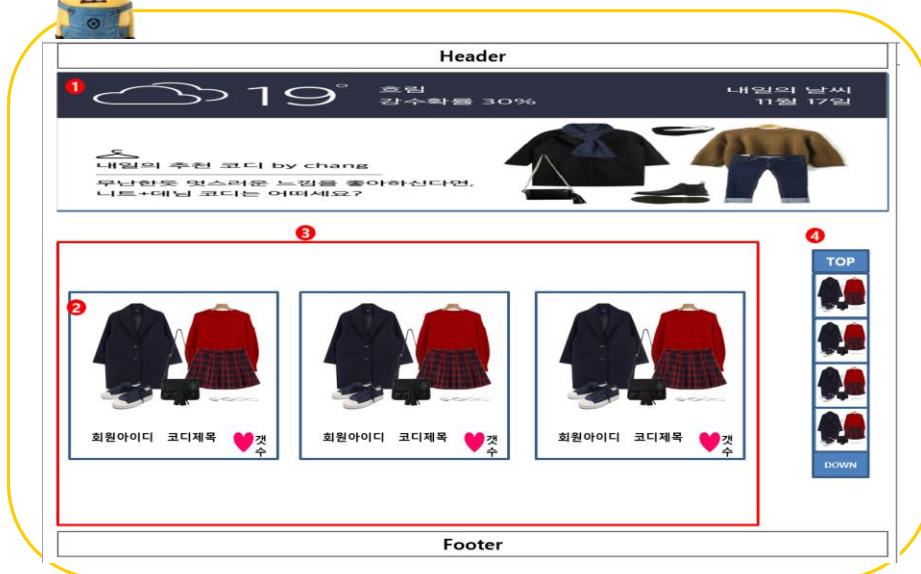 Header
1
19°
흐림
강수확률 30%
내일의 날씨
11월 17일
내일의 추천 코디 by chang
무난한듯 멋스러운 느낌을 좋아하신다면,
니트+데님 코디는 어떠세요?
3
4
TOP
2
회원아이디 코디제목 갯수
회원아이디 코디제목 갯수
회원아이디 코디제목 갯수
DOWN
Footer